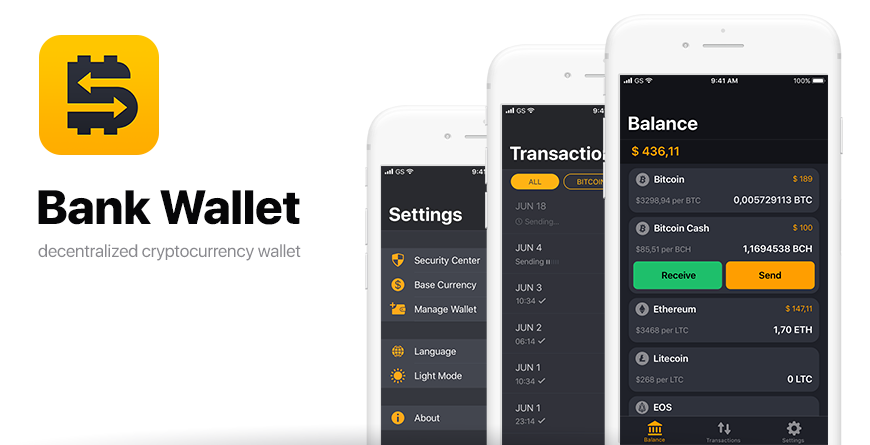 Bank Wallet
decentralized cryptocurrency wallet
GS
9:41
Settings
Security Center
Base Currency
Manage Wallet
Language
Light Mode
About
GS
9:4
Transactio
ALL
BITCOIN
JUN 18
Sending...
JUN 4
Sending
JUN 3
10:34
JUN 2
06:14
JUN 1
10:34
JUN 1
23:14
GS 9:41 AM 100%
Balance
$ 436,11
Bitcoin $ 189
$3298,94 per BTC 0,005729113 BTC
Bitcoin Cash $ 100
$85,51 per BCH 1,1694538 BCH
Receive Send
Ethereum $ 147,11
$3468 per LTC 1,70 ETH
Litecoin
$268 per LTC 0 LTC
EOS
Balance Transactions Settings